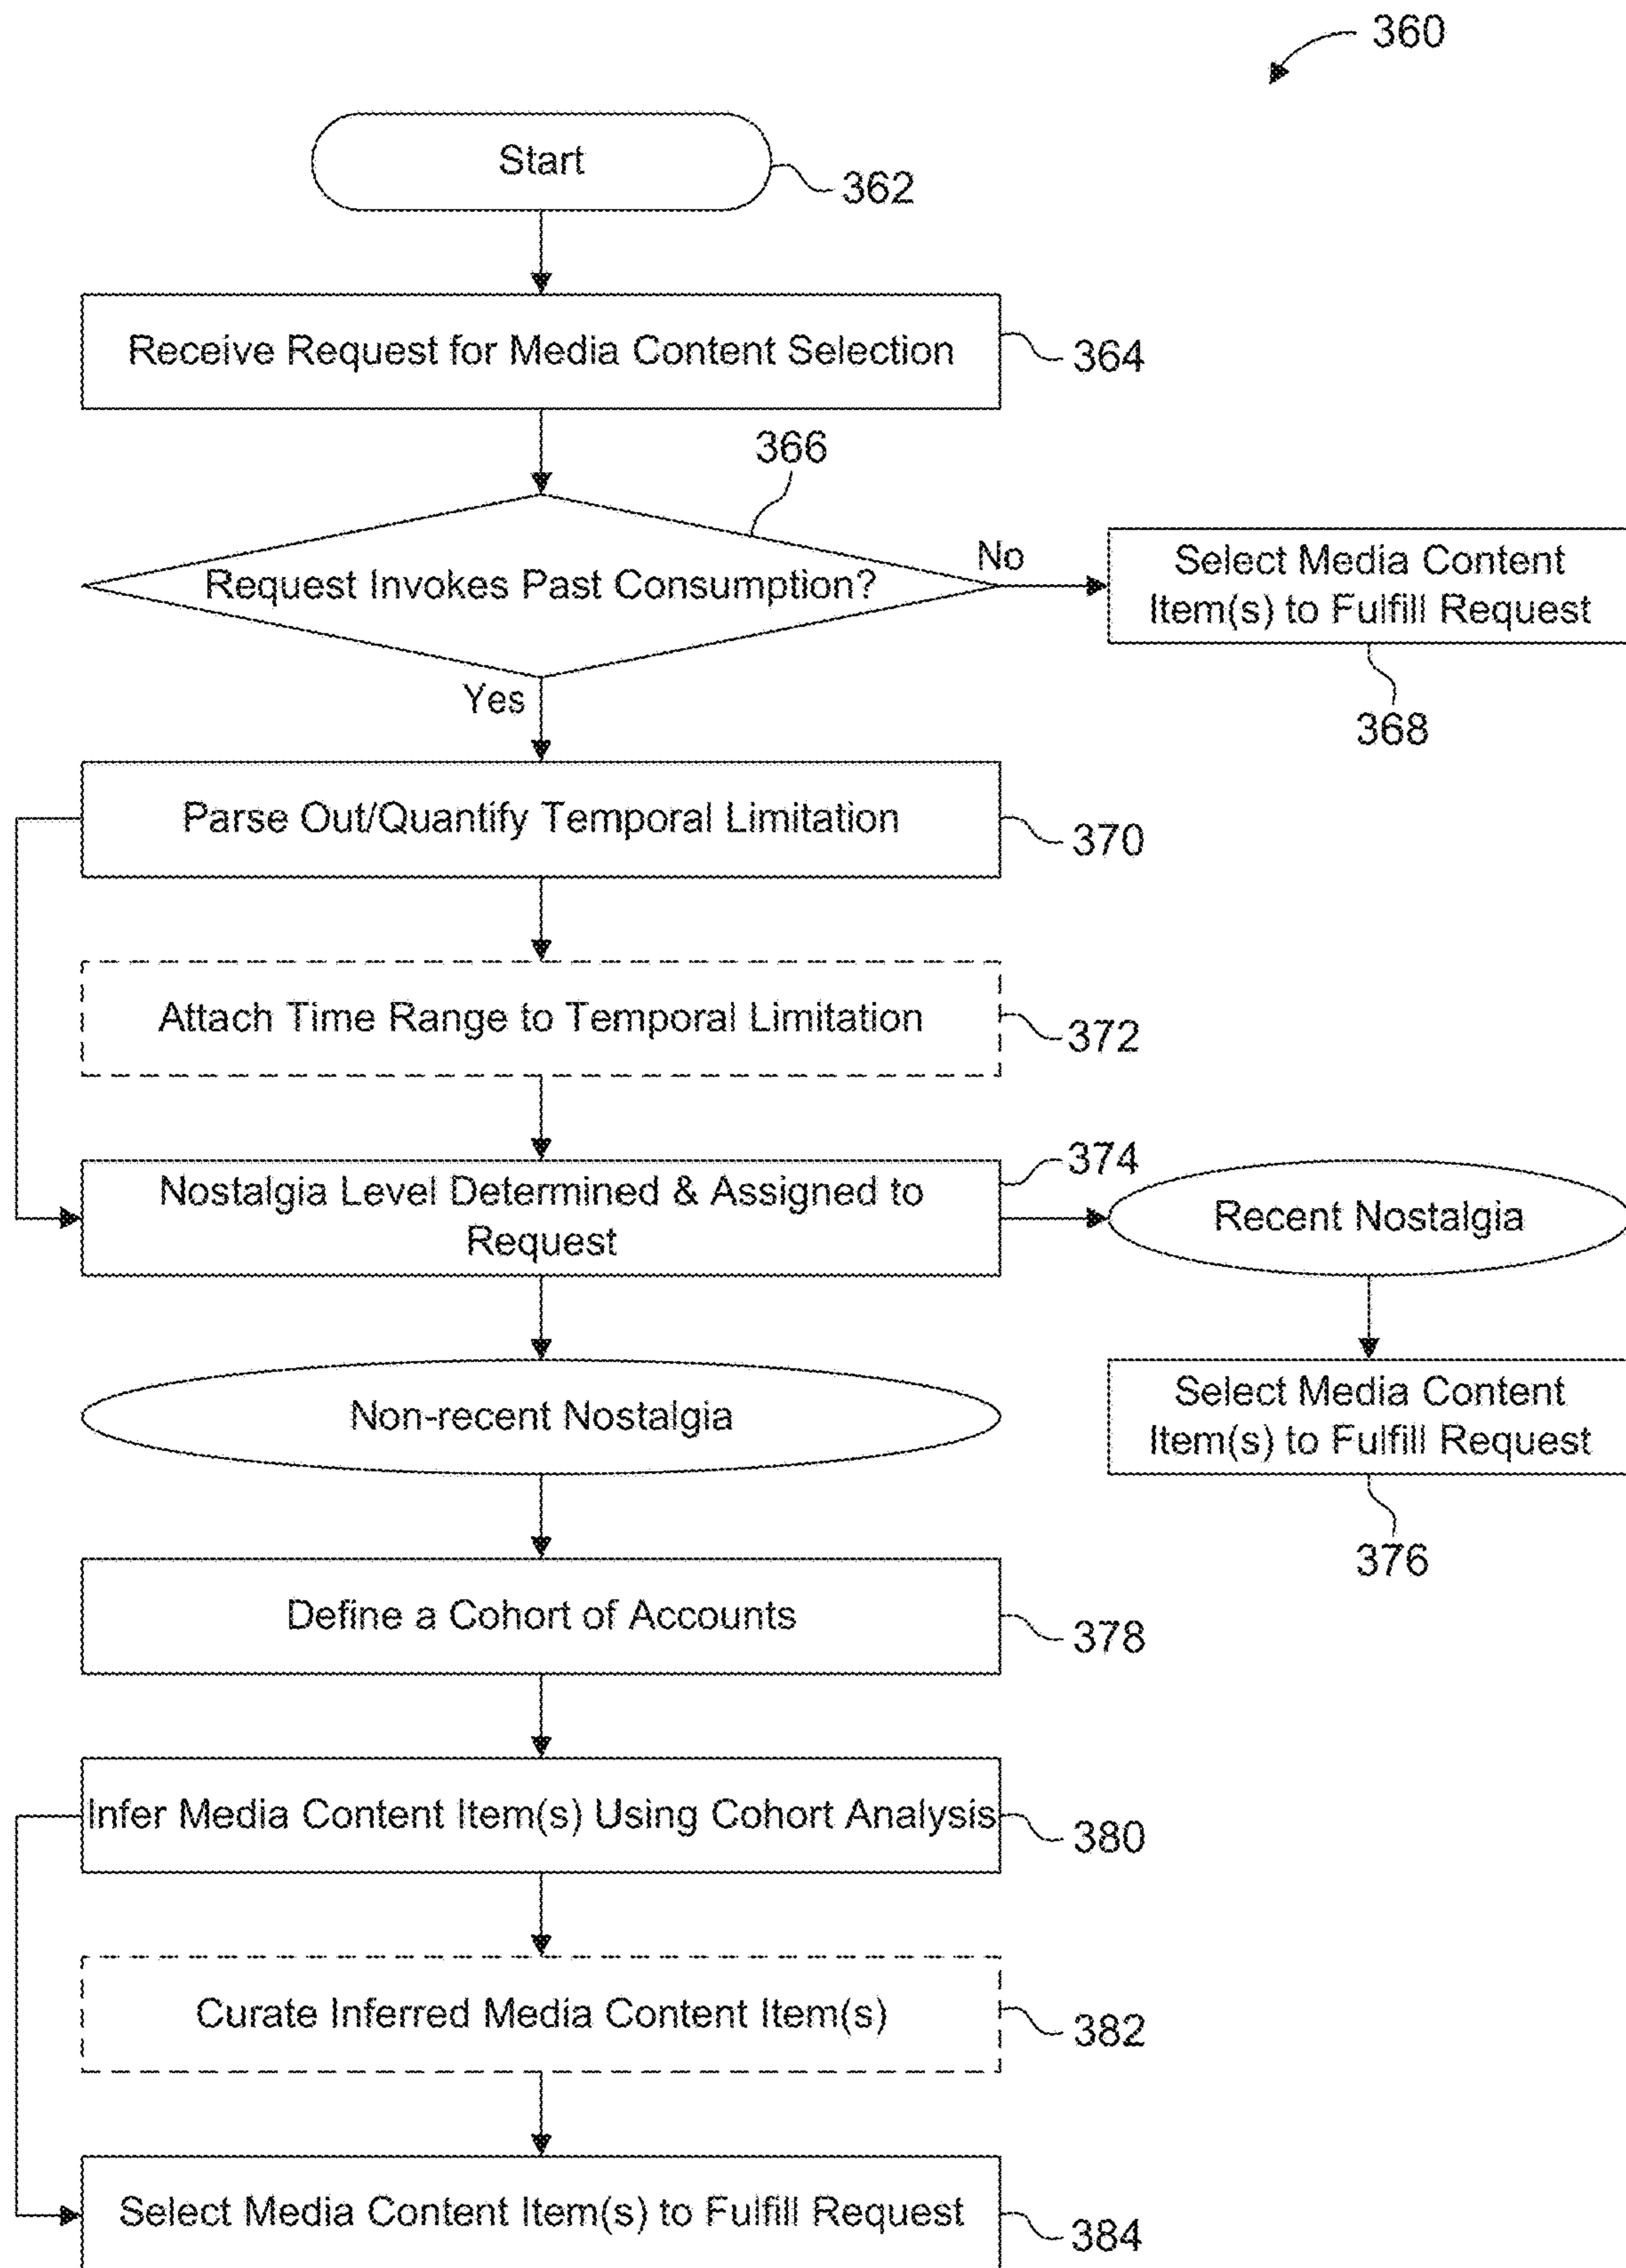 360
Start
362
Receive Request for Media Content Selection
364
366
Request Invokes Past Consumption?
No
Select Media Content
Item(s) to Fulfill Request
368
Yes
Parse Out/Quantify Temporal Limitation
370
Attach Time Range to Temporal Limitation
372
Nostalgia Level Determined & Assigned to
Request
374
Recent Nostalgia
Non-recent Nostalgia
Select Media Content
Item(s) to Fulfill Request
376
Define a Cohort of Accounts
378
Infer Media Content Item(s) Using Cohort Analysis
380
Curate Inferred Media Content Item(s)
382
Select Media Content Item(s) to Fulfill Request
384